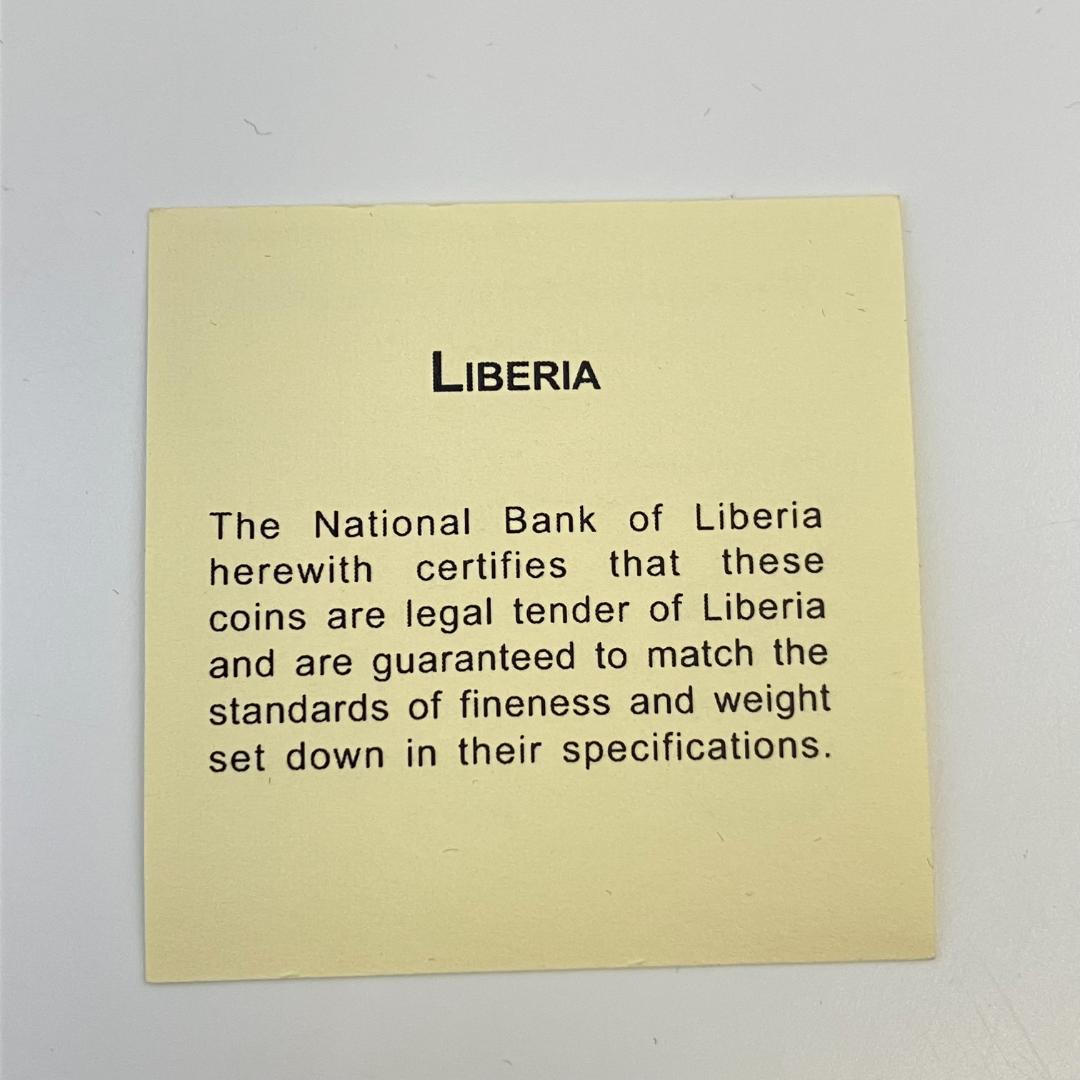 LIBERIA
The National Bank of Liberia
herewith certifies that these
coins are legal tender of Liberia
and are guaranteed to match the
standards of fineness and weight
set down in their specifications.